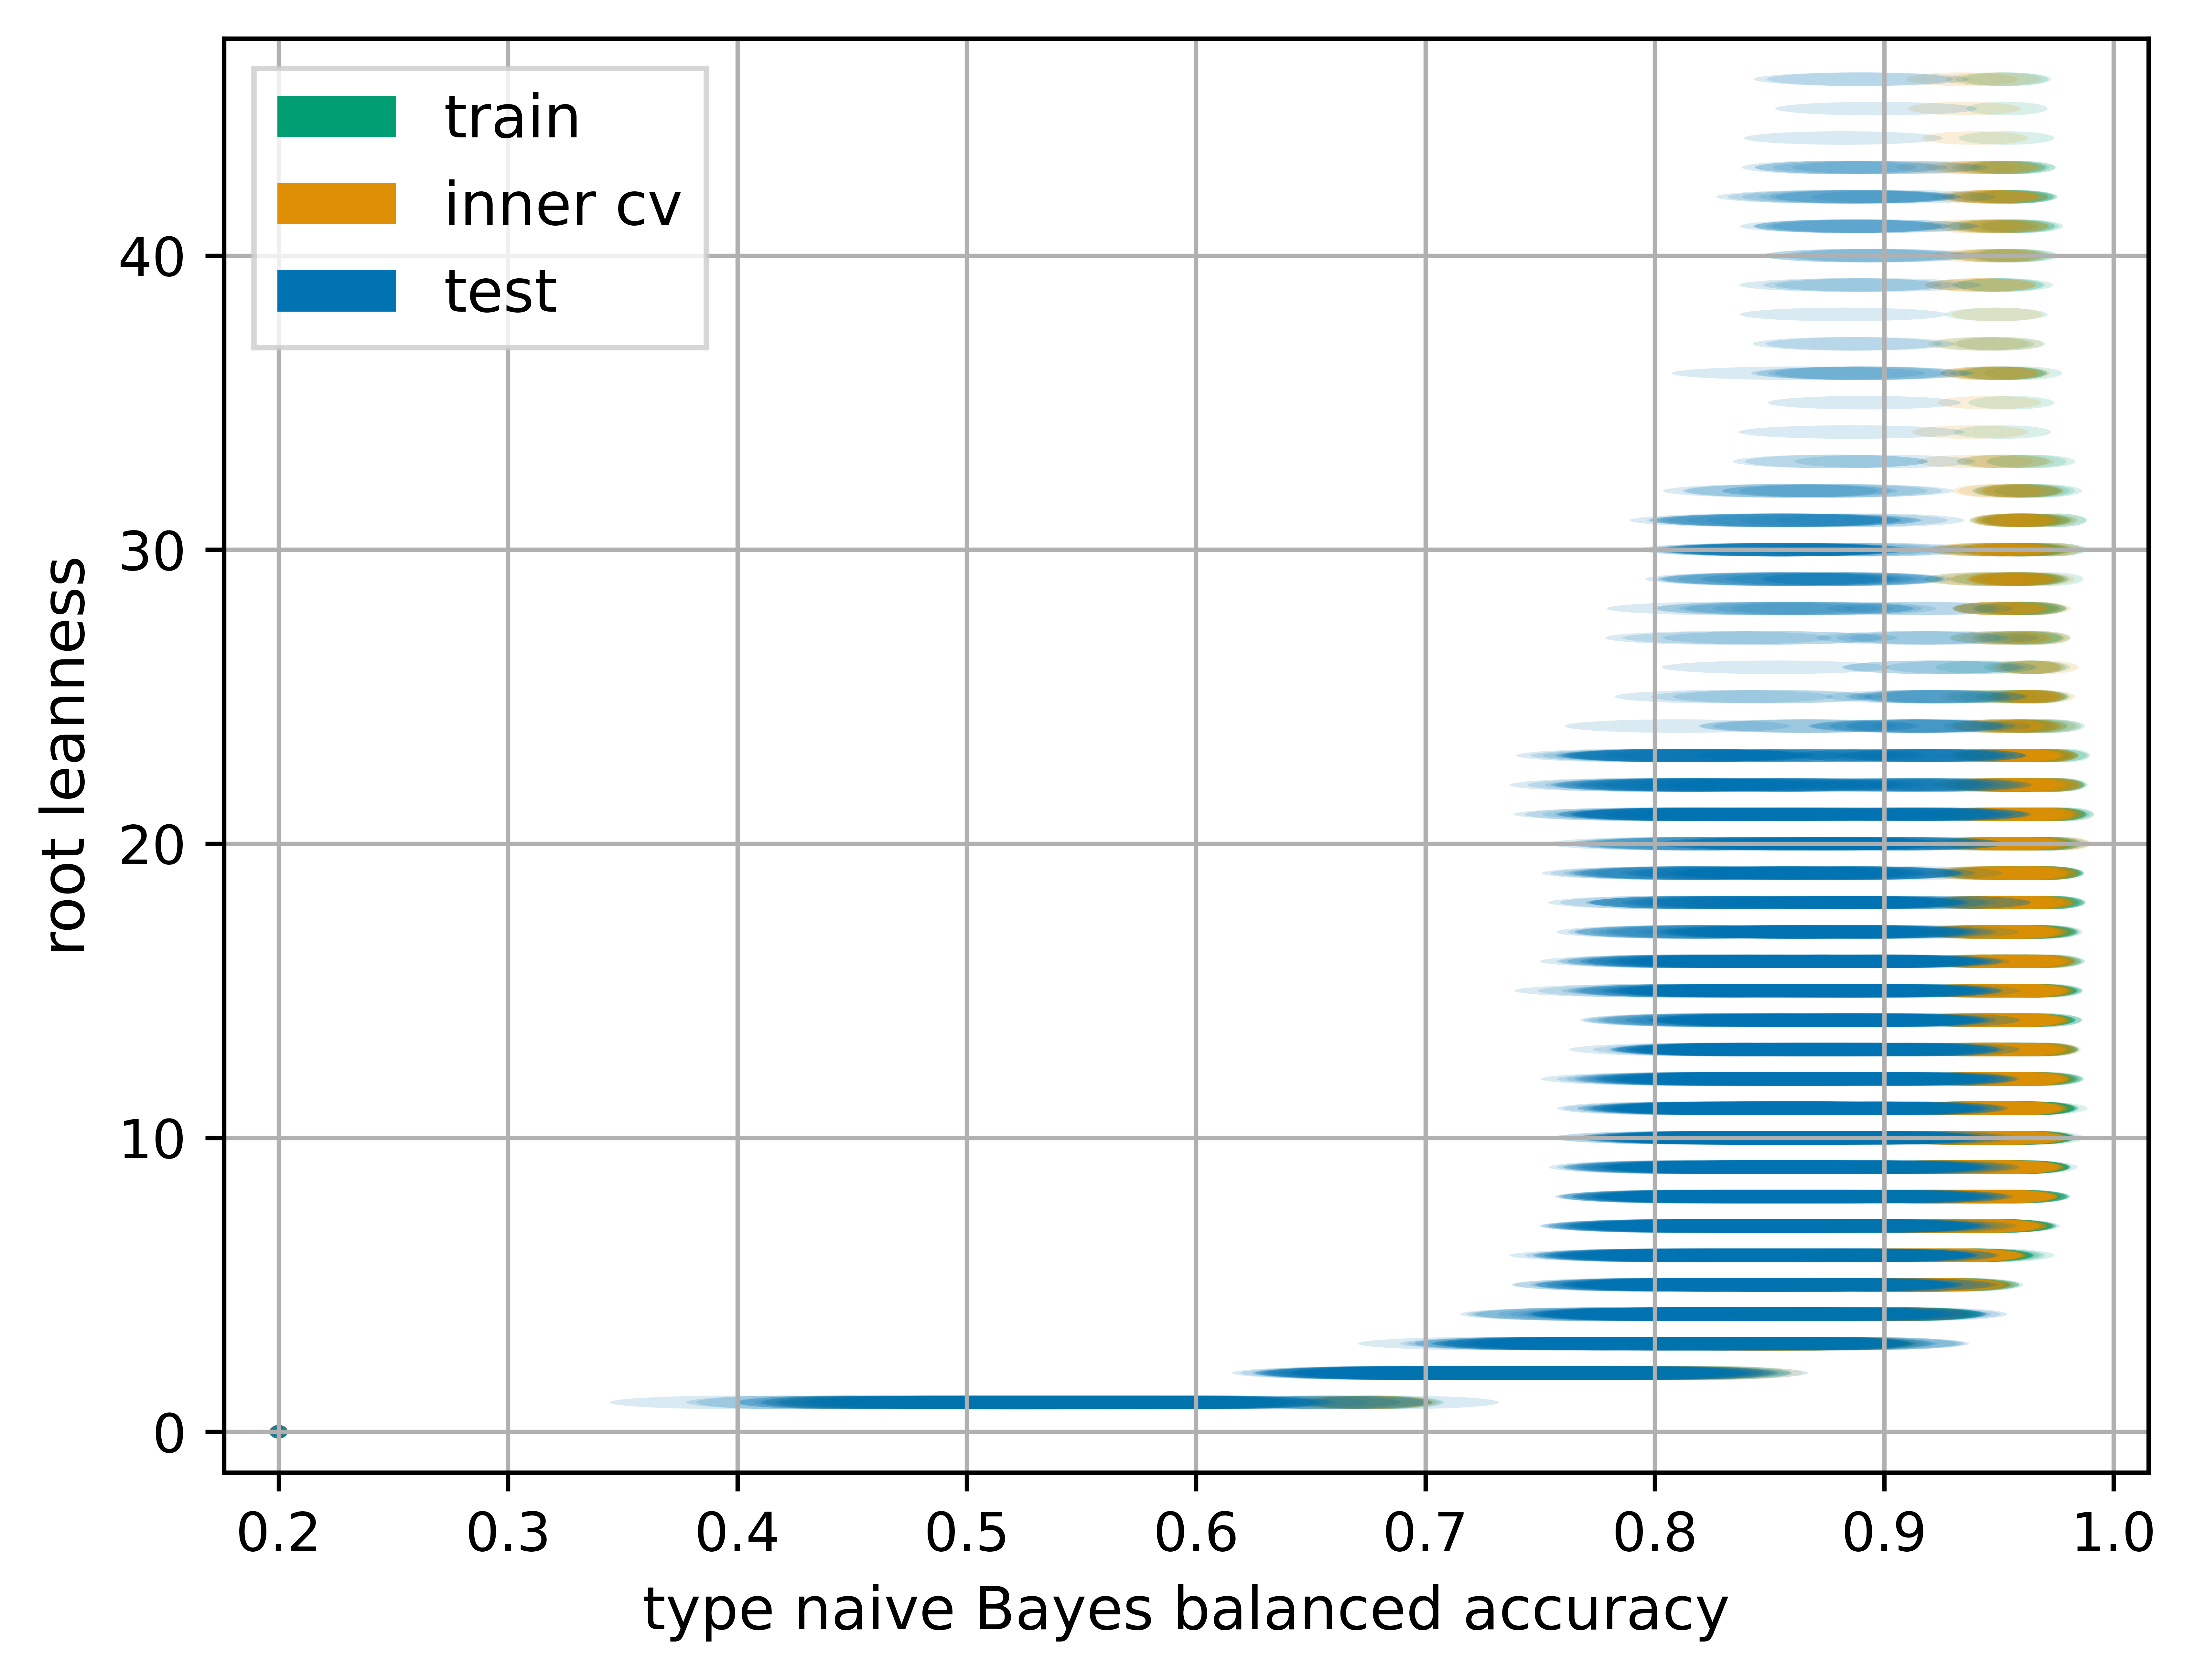 train
inner cv
test
root leanness
40
30
20
10
0
0.2 0.3 0.4 0.5 0.6 0.7 0.8 0.9 1.0
type naive Bayes balanced accuracy